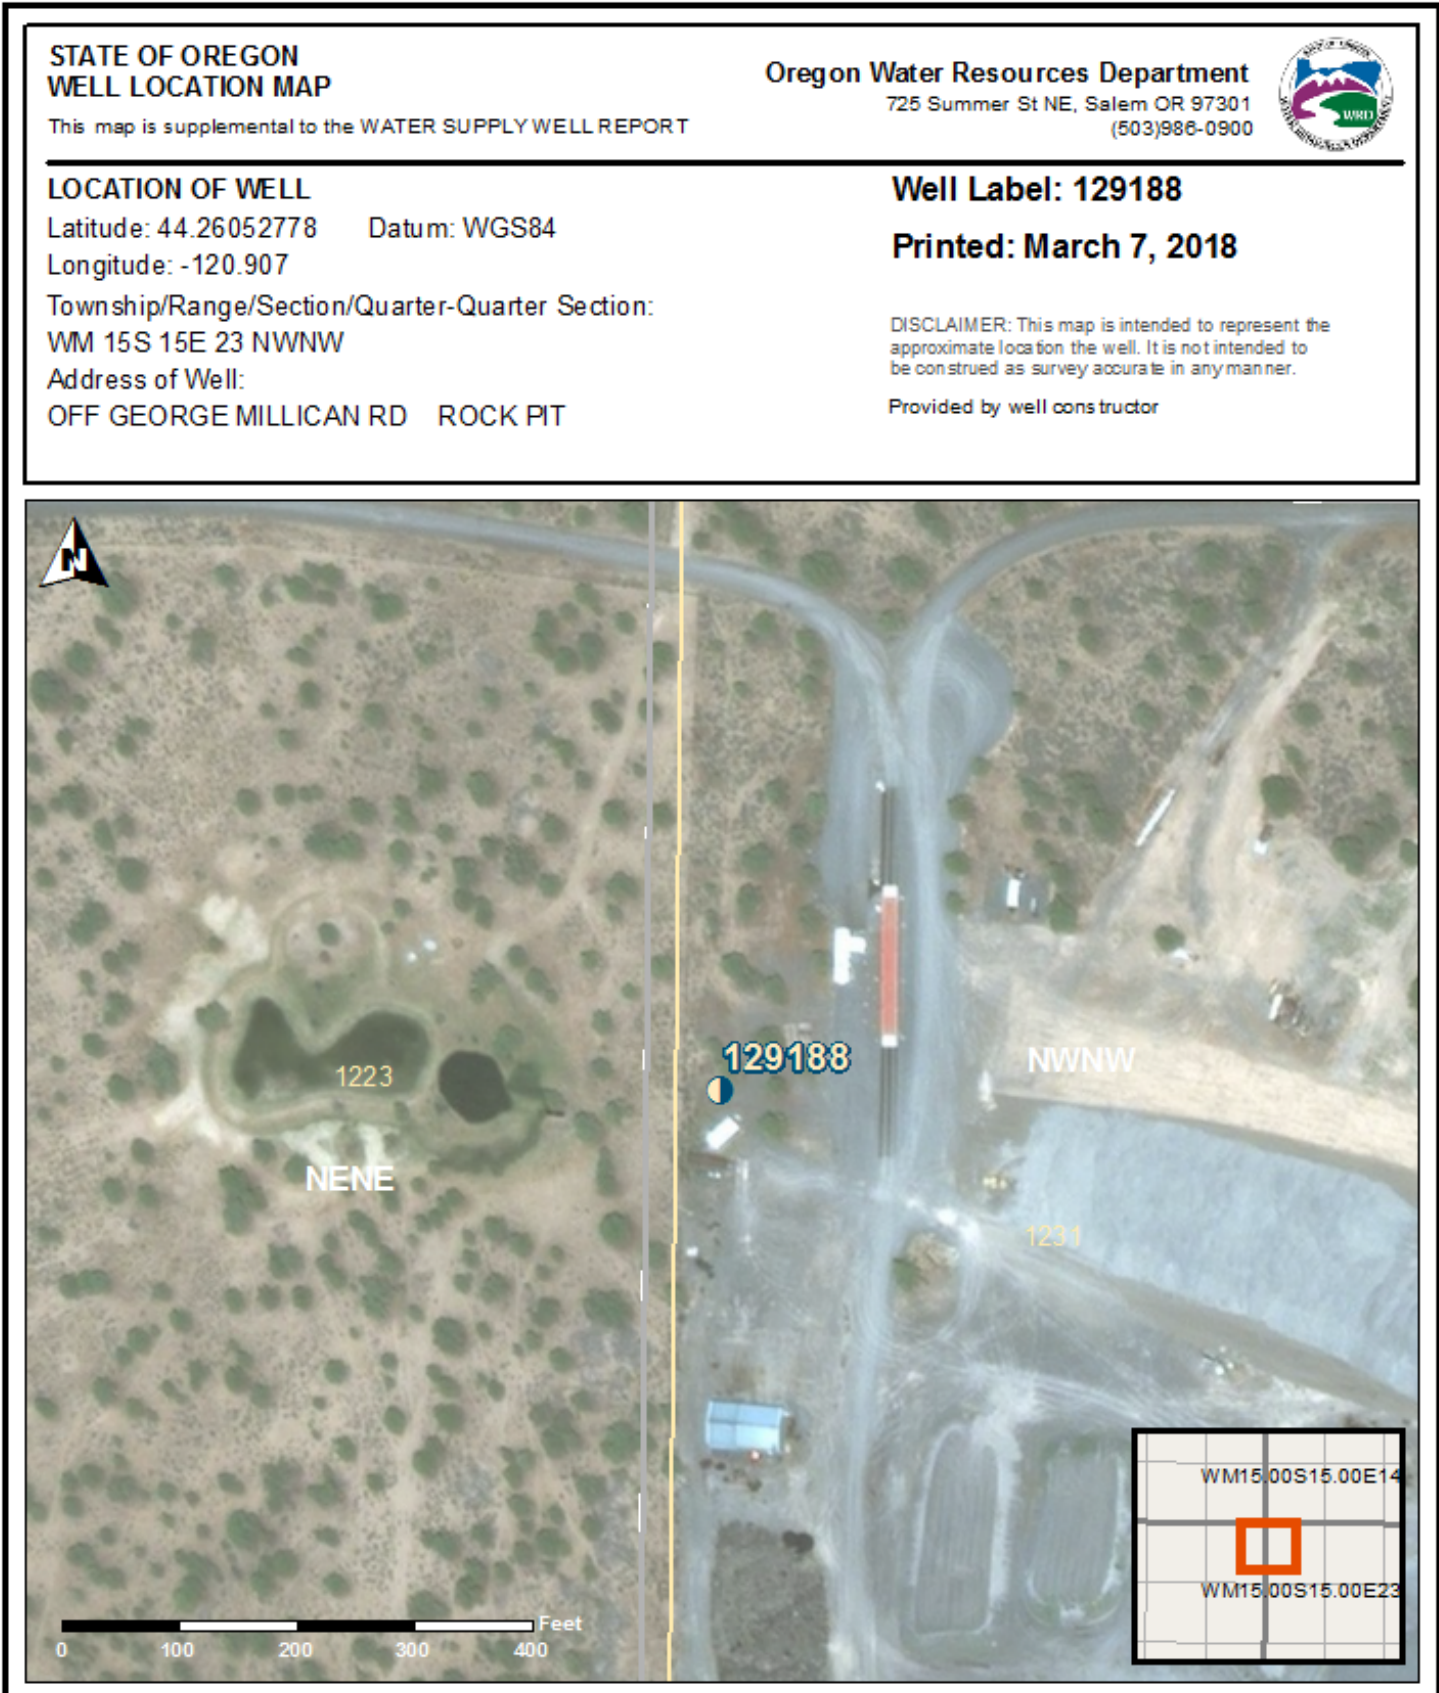 STATE OF OREGON
WELL LOCATION MAP
This map is supplemental to the WATER SUPPLY WELL REPORT
Oregon Water Resources Department
725 Summer St NE, Salem OR 97301
(503)986-0900
WRD
LOCATION OF WELL
Latitude: 44.26052778 Datum: WGS84
Longitude: -120.907
Township/Range/Section/Quarter-Quarter Section:
WM 15S 15E 23 NWNW
Address of Well:
OFF GEORGE MILLICAN RD ROCK PIT
Well Label: 129188
Printed: March 7, 2018
DISCLAIMER: This map is intended to represent the
approximate location the well. It is not intended to
be construed as survey accurate in any manner.
Provided by well constructor
N
129188
NWNW
1223
NENE
1231
WM15.00S15.00E14
WM15.00S15.00E23
Feet
0 100 200 300 400